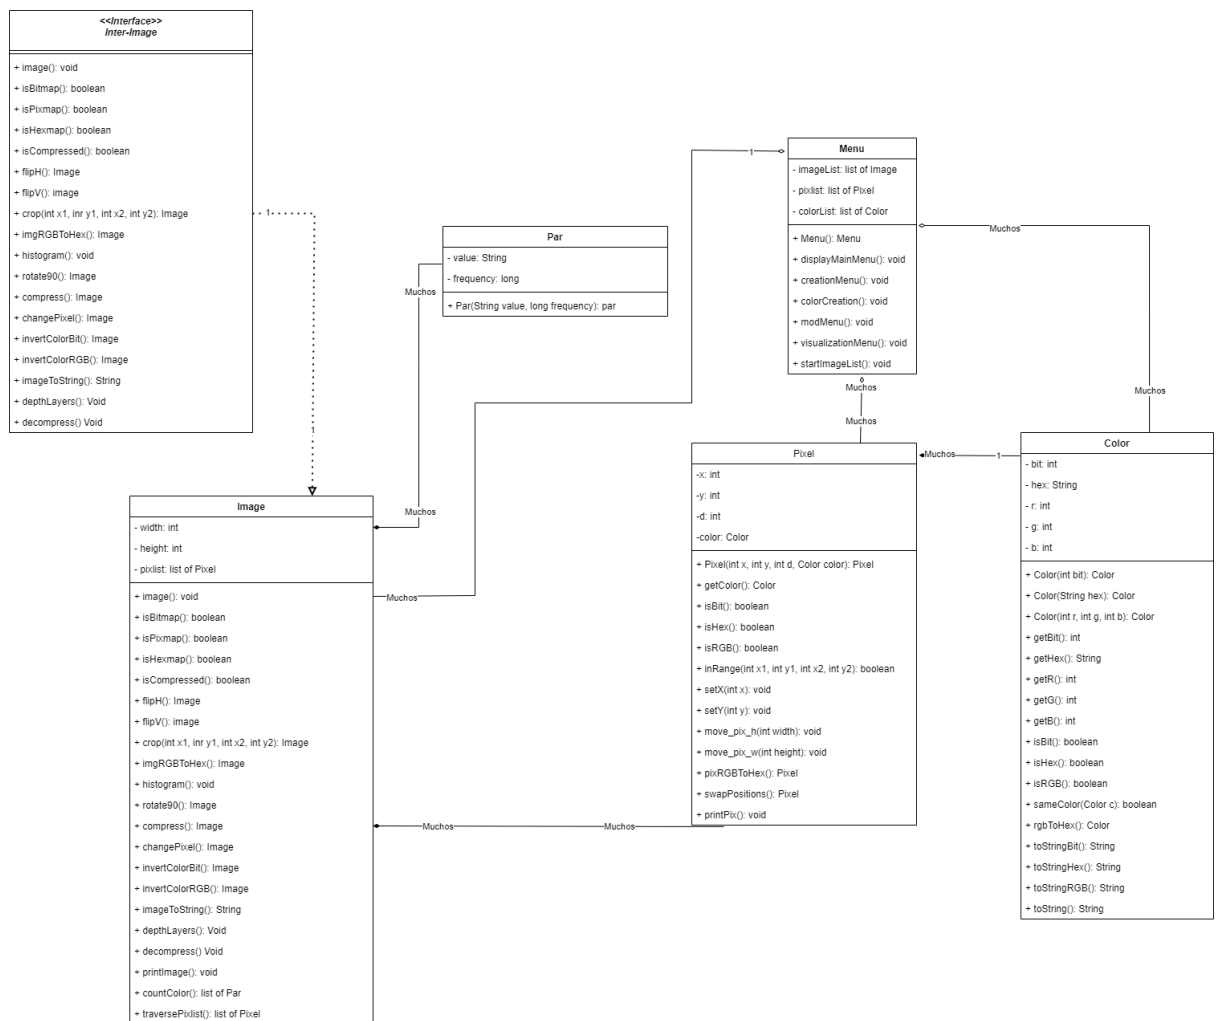 <<Interface>>
Inter-Image
+ image(): void
+ isBitmap(): boolean
+ isPixmap(): boolean
+ isHexmap(): boolean
+ isCompressed(): boolean
+ flipH(): Image
+ flipV(): image
+ crop(int x1, inr y1, int x2, int y2): Image
+ imgRGBToHex(): Image
+ histogram(): void
+ rotate90(): Image
+ compress(): Image
+ changePixel(): Image
+ invertColorBit(): Image
+ invertColorRGB(): Image
+ imageToString(): String
+ depthLayers(): Void
+ decompress() Void
1
1
Par
- value: String
- frequency: long
+ Par(String value, long frequency): par
Muchos
Muchos
1
Menu
- imageList: list of Image
- pixlist: list of Pixel
- colorList: list of Color
+ Menu(): Menu
+ displayMainMenu(): void
+ creationMenu(): void
+ colorCreation(): void
+ modMenu(): void
+ visualizationMenu(): void
+ startImageList(): void
Muchos
Muchos
Muchos
Muchos
Image
- width: int
- height: int
- pixlist: list of Pixel
+ image(): void
+ isBitmap(): boolean
+ isPixmap(): boolean
+ isHexmap(): boolean
+ isCompressed(): boolean
+ flipH(): Image
+ flipV(): image
+ crop(int x1, inr y1, int x2, int y2): Image
+ imgRGBToHex(): Image
+ histogram(): void
+ rotate90(): Image
+ compress(): Image
+ changePixel(): Image
+ invertColorBit(): Image
+ invertColorRGB(): Image
+ imageToString(): String
+ depthLayers(): Void
+ decompress() Void
+ printImage(): void
+ countColor(): list of Par
+ traversePixlist(): list of Pixel
Muchos
Muchos
Muchos
Pixel
-x: int
-y: int
-d: int
-color: Color
+ Pixel(int x, int y, int d, Color color): Pixel
+ getColor(): Color
+ isBit(): boolean
+ isHex(): boolean
+ isRGB(): boolean
+ inRange(int x1, int y1, int x2, int y2): boolean
+ setX(int x): void
+ setY(int y): void
+ move_pix_h(int width): void
+ move_pix_w(int height): void
+ pixRGBToHex(): Pixel
+ swapPositions(): Pixel
+ printPix(): void
Muchos
1
Color
- bit: int
- hex: String
- r: int
- g: int
- b: int
+ Color(int bit): Color
+ Color(String hex): Color
+ Color(int r, int g, int b): Color
+ getBit(): int
+ getHex(): String
+ getR(): int
+ getG(): int
+ getB(): int
+ isBit(): boolean
+ isHex(): boolean
+ isRGB(): boolean
+ sameColor(Color c): boolean
+ rgbToHex(): Color
+ toStringBit(): String
+ toStringHex(): String
+ toStringRGB(): String
+ toString(): String